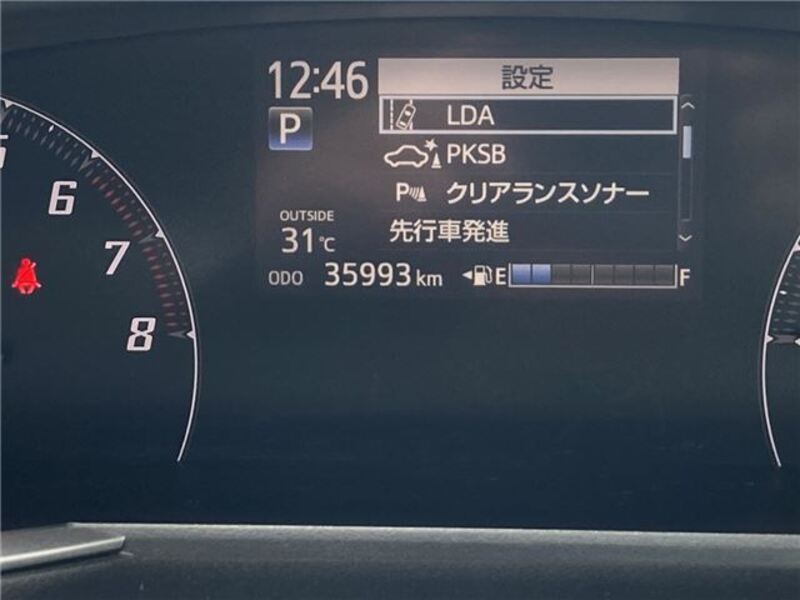 12:46
設定
P
LDA
PKSB
P クリアランスソナー
先行車発進
OUTSIDE
31℃
ODO 35993 km
E F
6
7
8